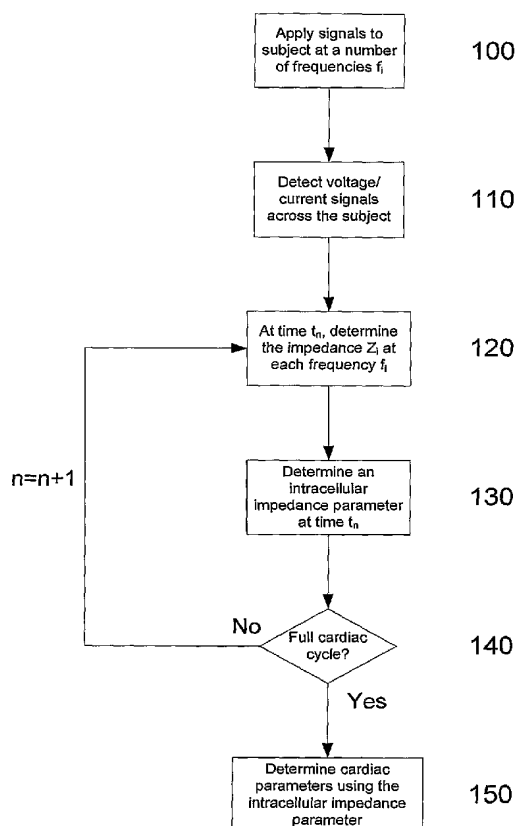 Apply signals to
subject at a number
of frequencies fᵢ
100
Detect voltage/
current signals
across the subject
110
At time tₙ, determine
the impedance Zᵢ at
each frequency fᵢ
120
n=n+1
Determine an
intracellular
impedance parameter
at time tₙ
130
No
Full cardiac
cycle?
140
Yes
Determine cardiac
parameters using the
intracellular impedance
parameter
150